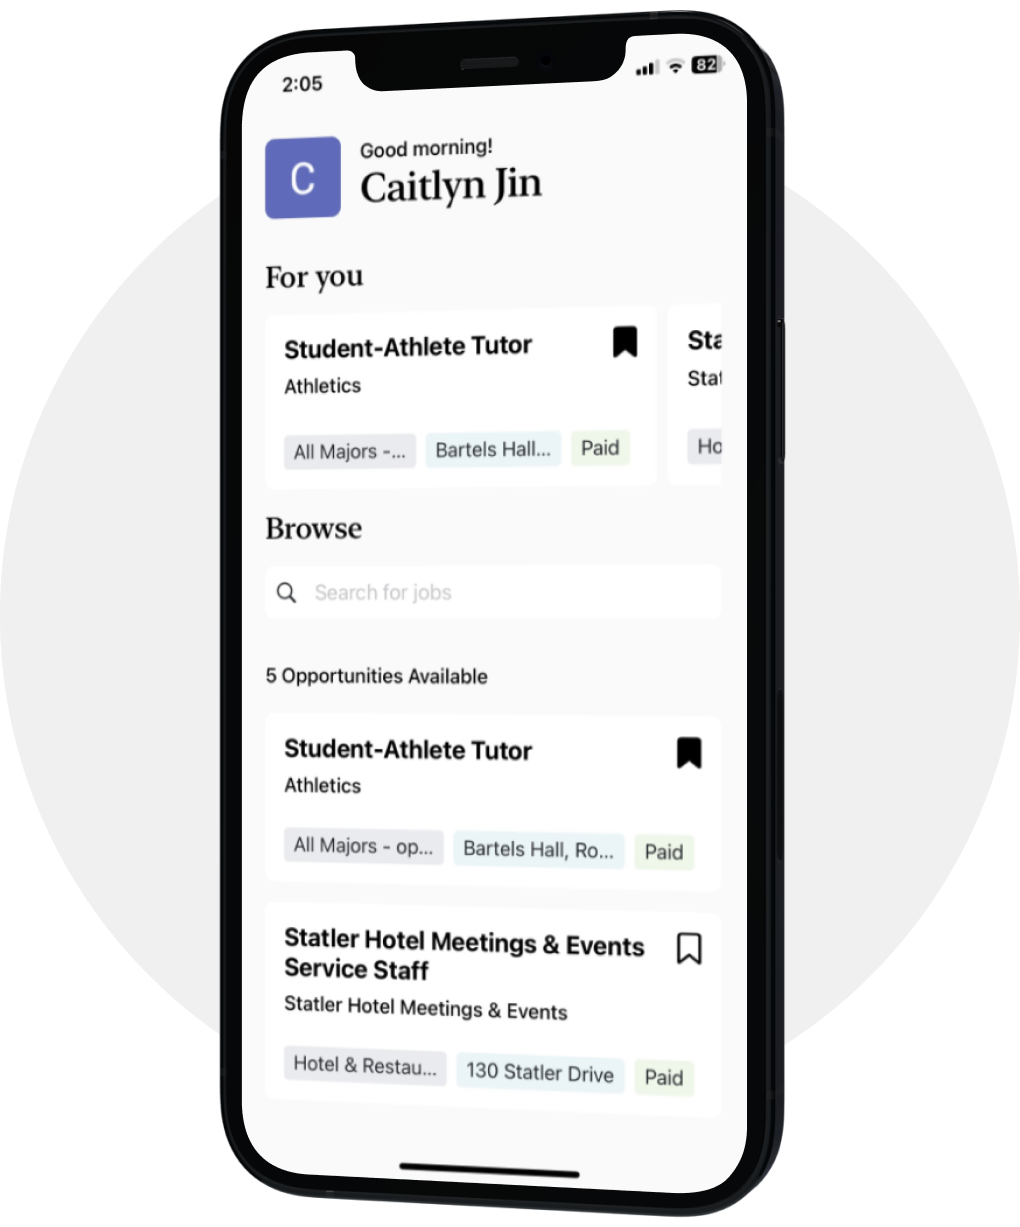 2:05
82
C
Good morning!
Caitlyn Jin
For you
Student-Athlete Tutor
Athletics
All Majors -...
Bartels Hall...
Paid
Sta
Stat
Ho
Browse
Search for jobs
5 Opportunities Available
Student-Athlete Tutor
Athletics
All Majors - op...
Bartels Hall, Ro...
Paid
Statler Hotel Meetings & Events
Service Staff
Statler Hotel Meetings & Events
Hotel & Restau...
130 Statler Drive
Paid